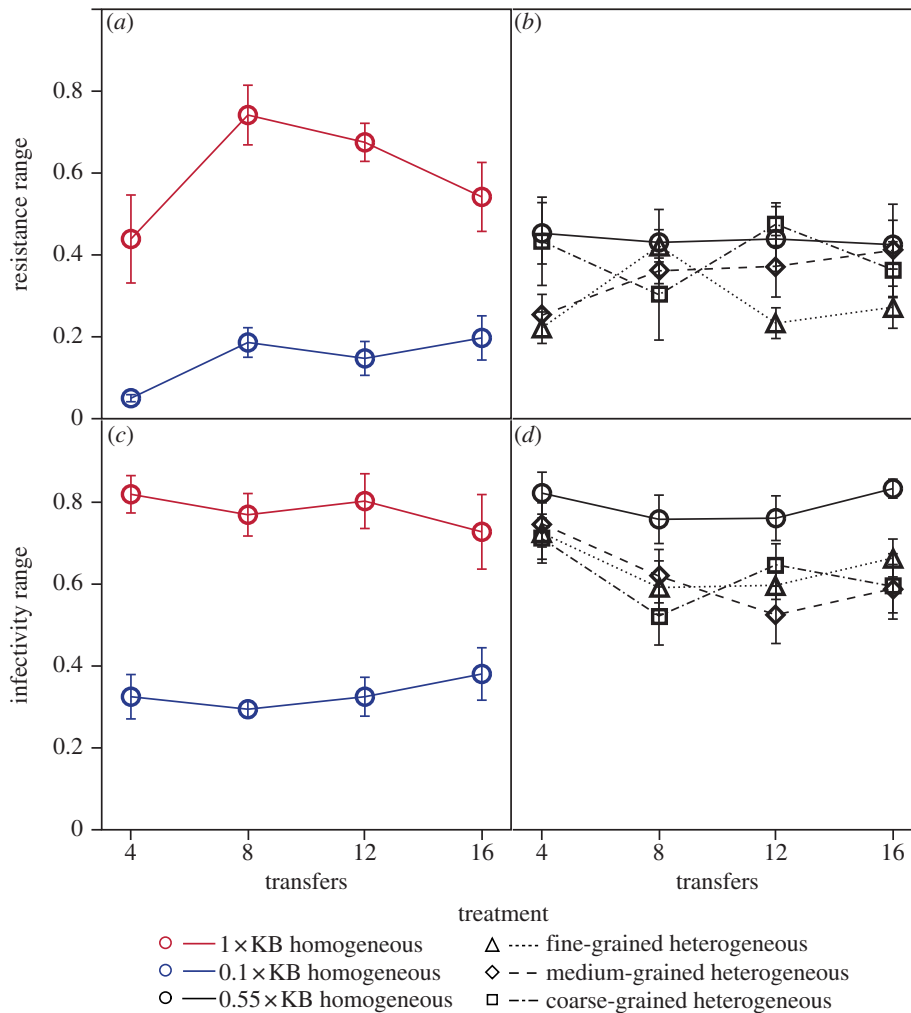 (a)
(b)
resistance range
0.8
0.6
0.4
0.2
0
(c)
(d)
infectivity range
0.8
0.6
0.4
0.2
0
4 8 12 16
4 8 12 16
transfers
transfers
treatment
1×KB homogeneous
0.1×KB homogeneous
0.55×KB homogeneous
fine-grained heterogeneous
medium-grained heterogeneous
coarse-grained heterogeneous